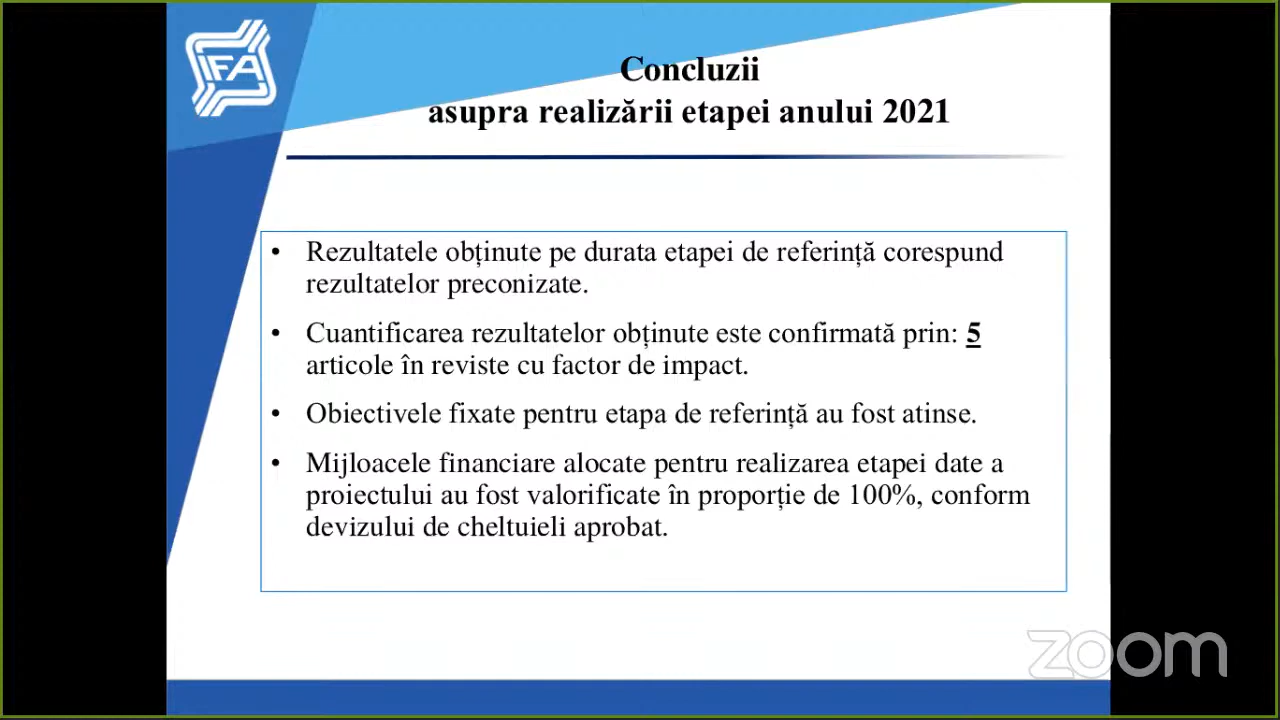 IFA
Concluzii
asupra realizării etapei anului 2021
• Rezultatele obținute pe durata etapei de referință corespund
rezultatelor preconizate.
• Cuantificarea rezultatelor obținute este confirmată prin: 5
articole în reviste cu factor de impact.
• Obiectivele fixate pentru etapa de referință au fost atinse.
• Mijloacele financiare alocate pentru realizarea etapei date a
proiectului au fost valorificate în proporție de 100%, conform
devizului de cheltuieli aprobat.
zoom